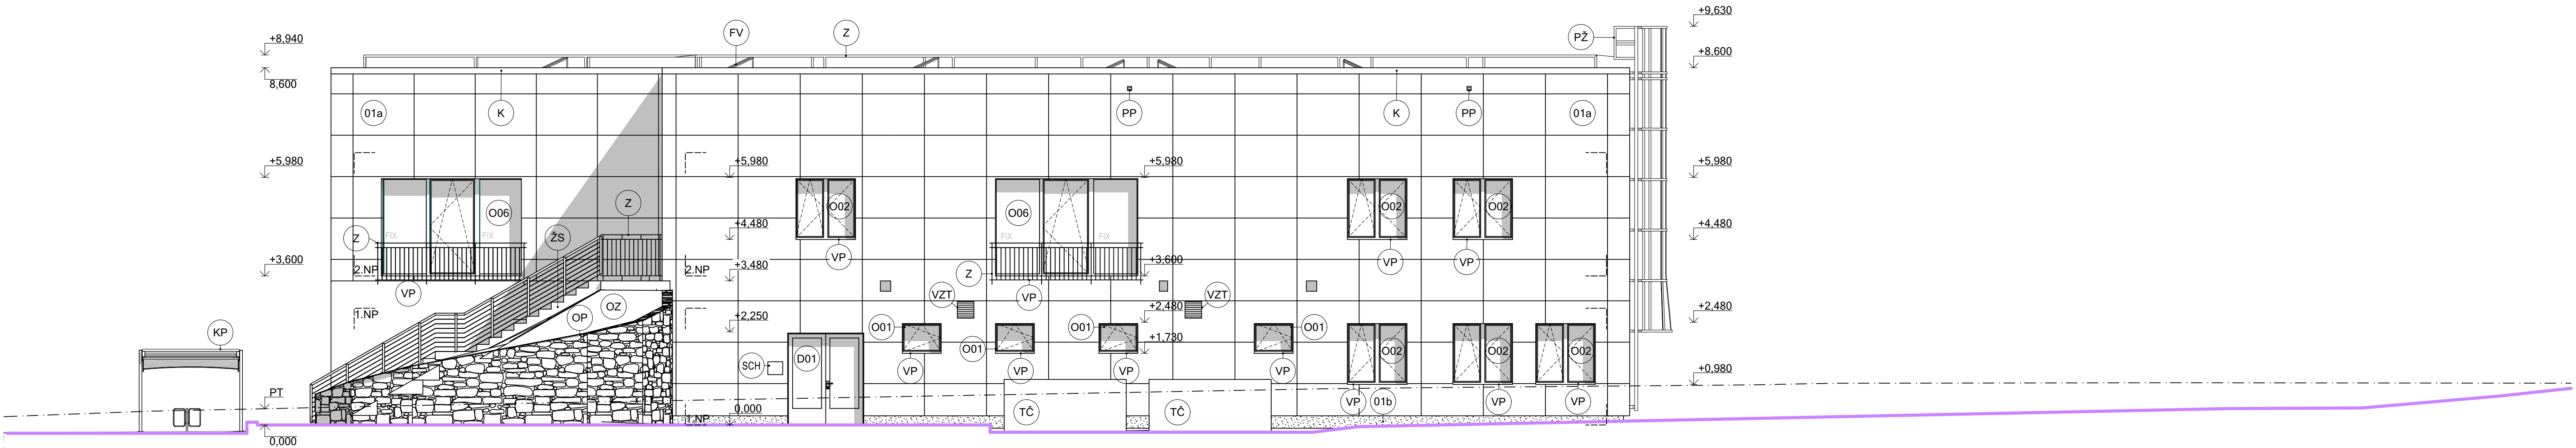 +9,630
FV
Z
PŽ
+8,940
+8,600
8,600
01a
K
PP
K
PP
01a
+5,980
+5,980
+5,980
+5,980
O06
Z
O02
O06
O02
O02
+4,480
+4,480
FIX
FIX
FIX
FIX
Z
ŽS
VP
VP
VP
+3,600
2.NP
2.NP
+3,480
+3,600
Z
VP
VP
VZT
VZT
OZ
+2,480
+2,480
1.NP
OP
+2,250
KP
O01
O01
O01
+1,730
O01
O02
O02
O02
D01
SCH
VP
VP
VP
VP
+0,980
PT
VP
01b
VP
VP
1.NP
0,000
TČ
TČ
0,000